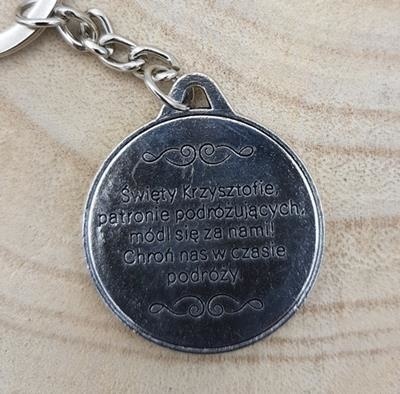 Święty Krzysztofie,
patronie podróżujących,
módl się za nami!
Chroń nas w czasie
podróży.